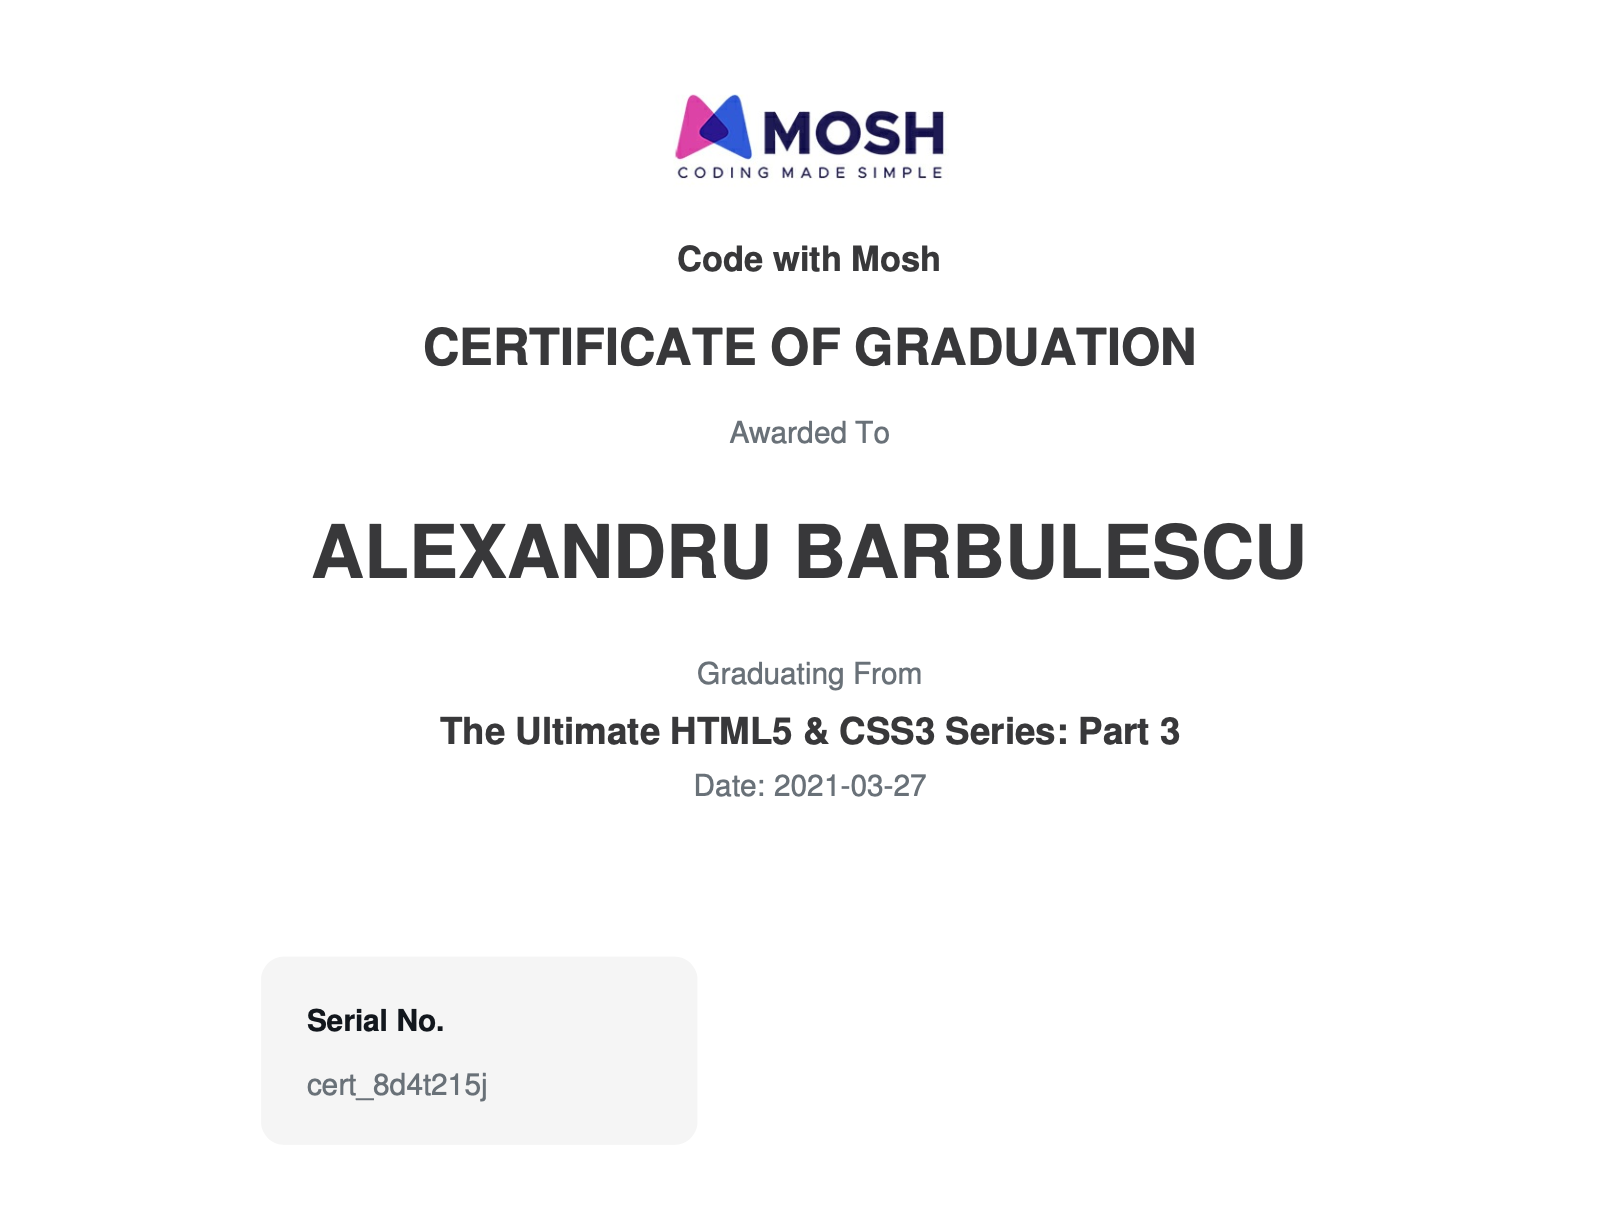 MOSH
CODING MADE SIMPLE
Code with Mosh
CERTIFICATE OF GRADUATION
Awarded To
ALEXANDRU BARBULESCU
Graduating From
The Ultimate HTML5 & CSS3 Series: Part 3
Date: 2021-03-27
Serial No.
cert_8d4t215j